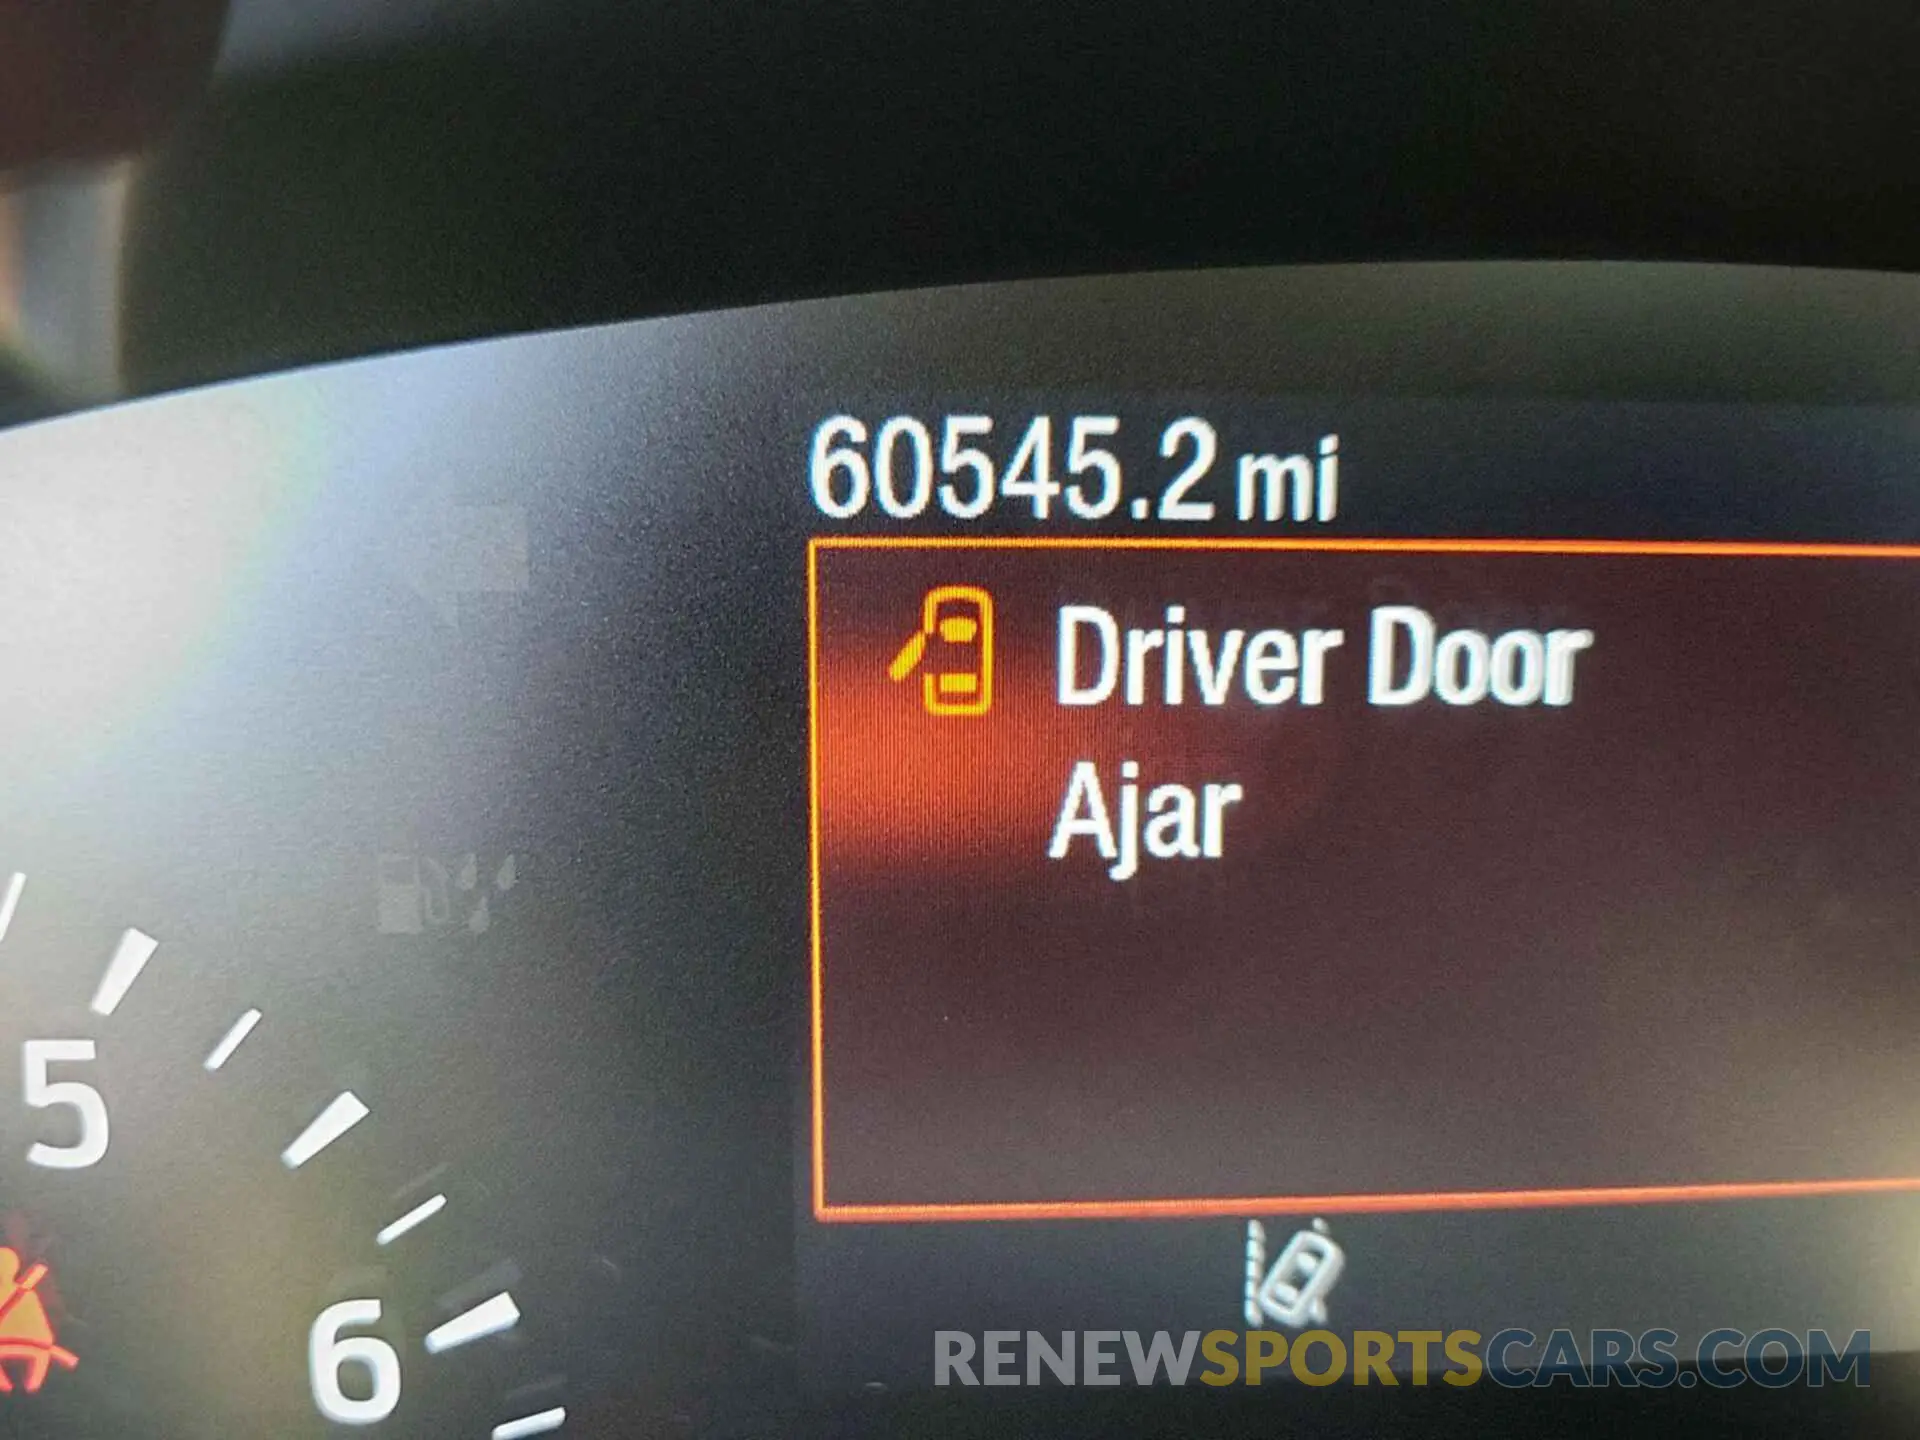 60545.2 mi
Driver Door
Ajar
5
6
RENEWSPORTSCARS.COM